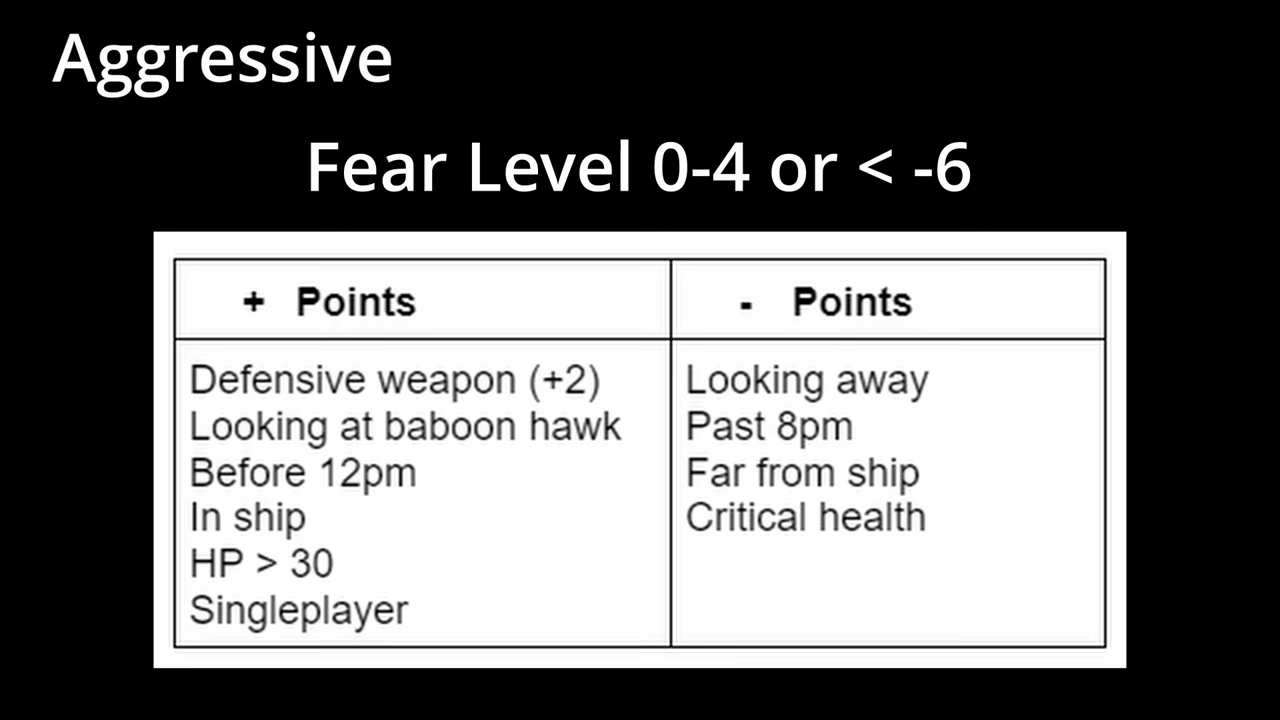 Aggressive
Fear Level 0-4 or < -6
+ Points
- Points
Defensive weapon (+2)
Looking at baboon hawk
Before 12pm
In ship
HP > 30
Singleplayer
Looking away
Past 8pm
Far from ship
Critical health